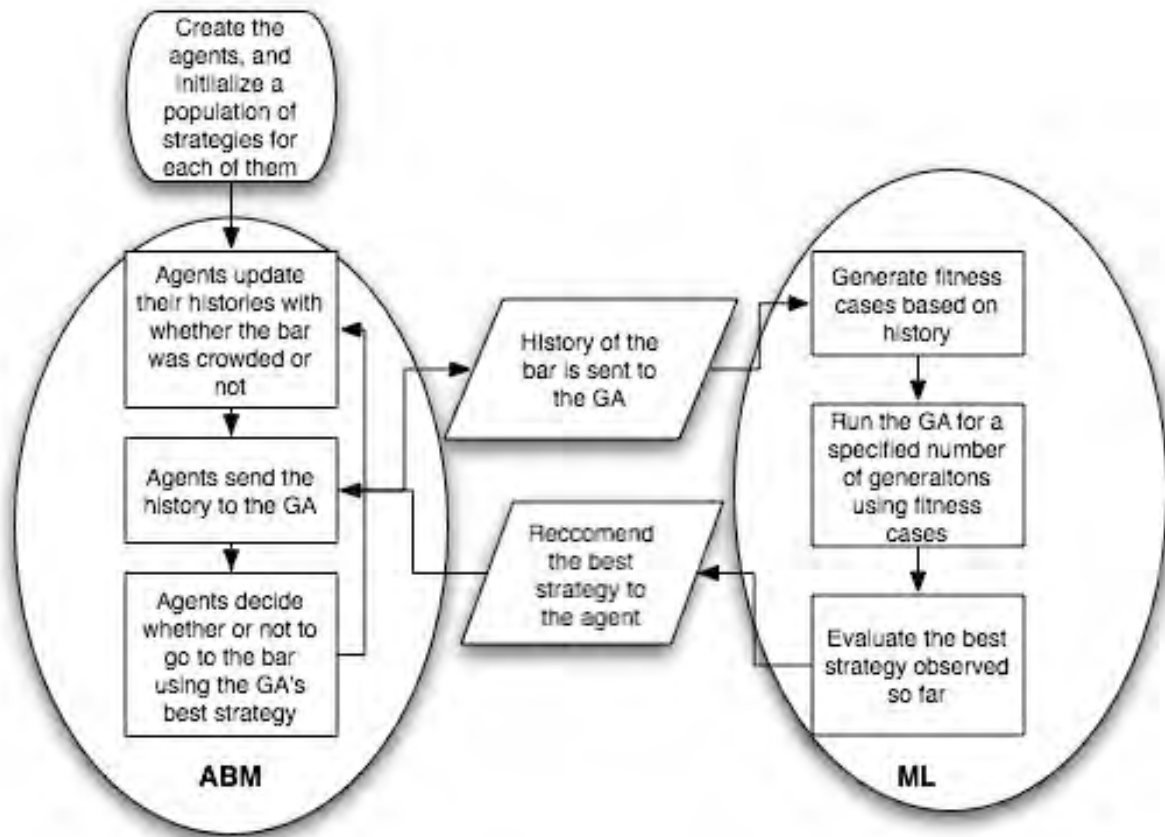 Create the
agents, and
initiialize a
population of
strategies for
each of them
Agents update
their histories with
whether the bar
was crowded or
not
Agents send the
history to the GA
Agents decide
whether or not to
go to the bar
using the GA's
best strategy
ABM
HIstory of the
bar is sent to
the GA
Reccomend
the best
strategy to
the agent
Generate fitness
cases based on
history
Run the GA for a
specified number
of generaitons
using fitness
cases
Evaluate the best
strategy observed
so far
ML